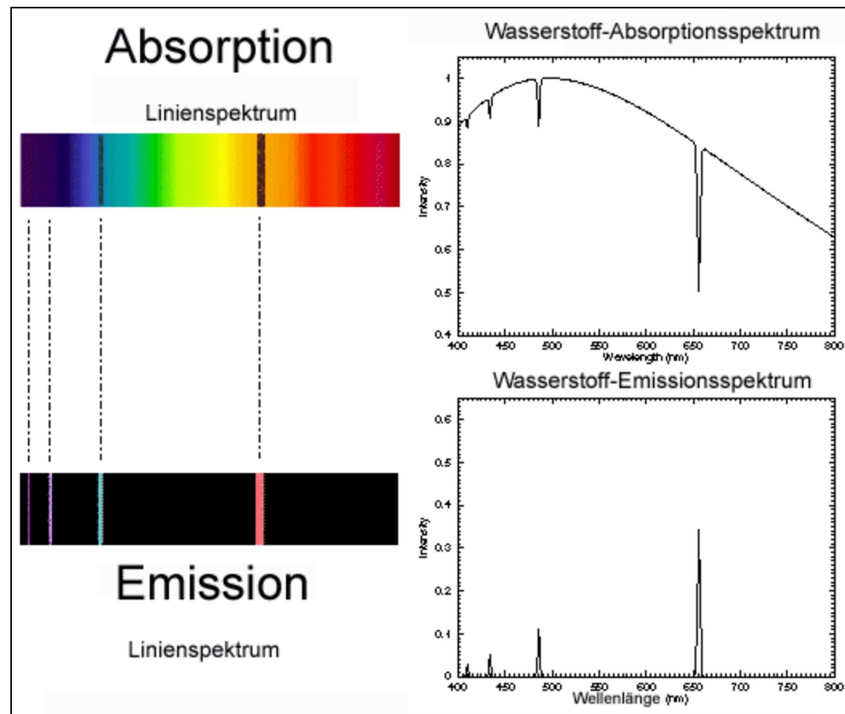 Absorption
Linienspektrum
Emission
Linienspektrum
Wasserstoff-Absorptionsspektrum
1
0.9
0.8
0.7
0.6
0.5
0.4
Intensity
400 450 500 550 600 650 700 750 800
Wavelength (nm)
Wasserstoff-Emissionsspektrum
0.6
0.5
0.4
0.3
0.2
0.1
0
Intensity
400 450 500 550 600 650 700 750 800
Wellenlänge (nm)